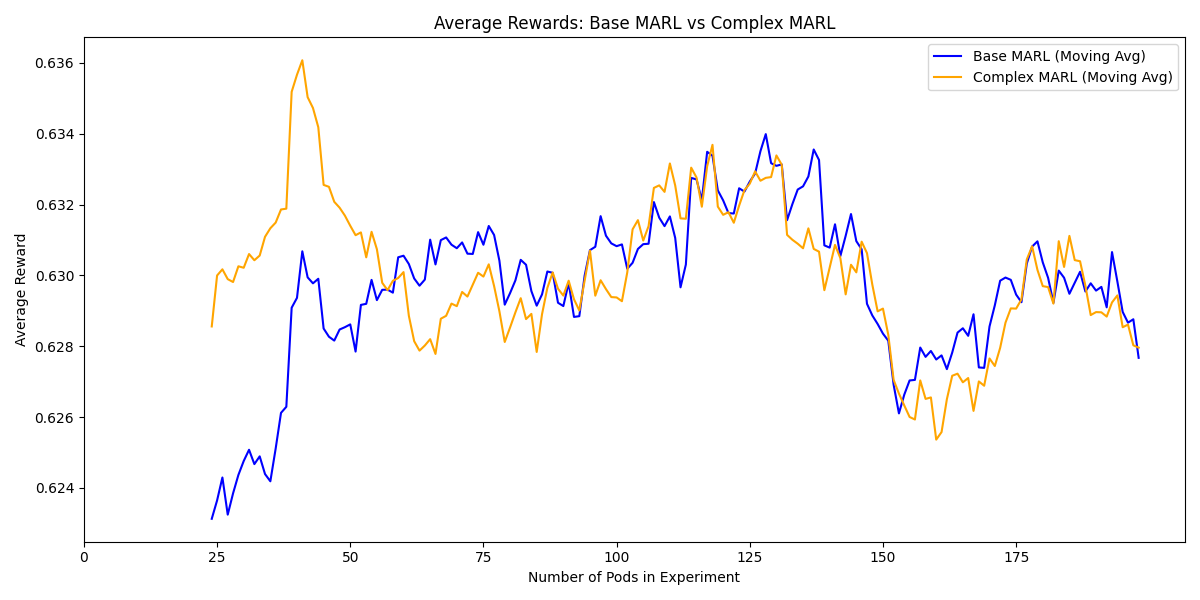 Average Rewards: Base MARL vs Complex MARL
Base MARL (Moving Avg)
Complex MARL (Moving Avg)
Average Reward
0.636
0.634
0.632
0.630
0.628
0.626
0.624
0 25 50 75 100 125 150 175
Number of Pods in Experiment